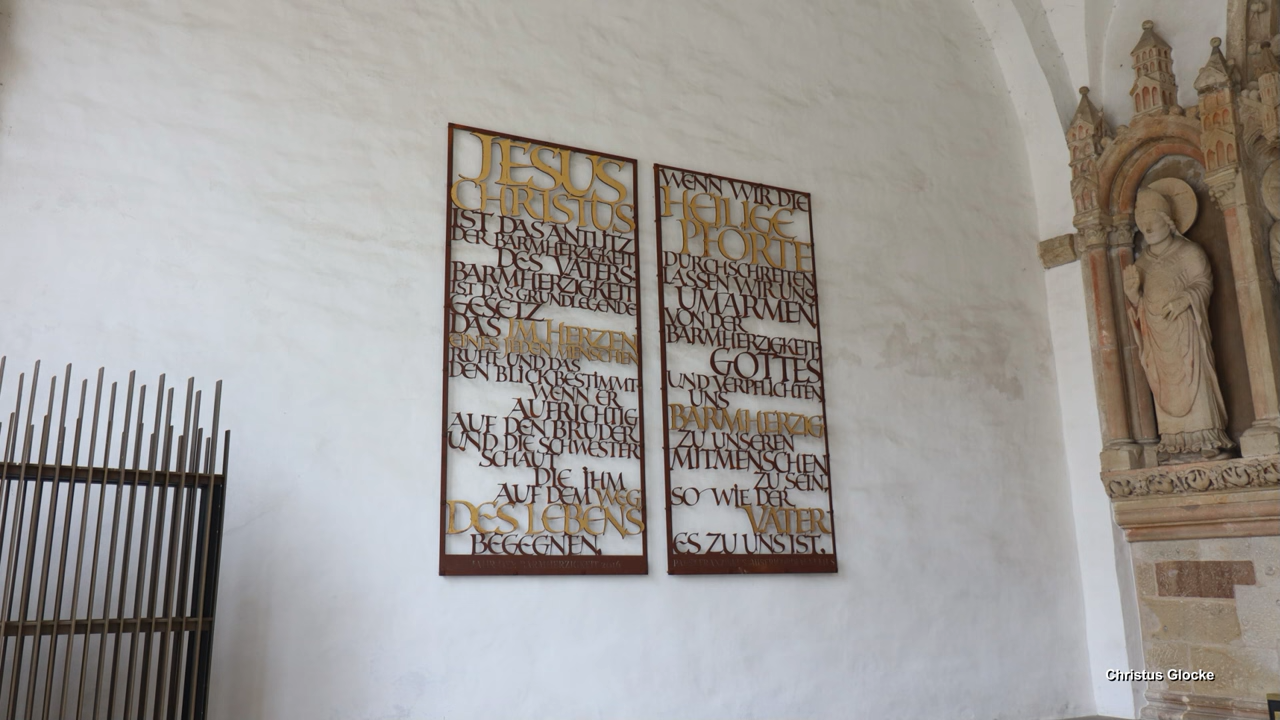 JESUS
CHRISTUS
IST DAS ANTLITZ
DER BARMHERZIGKEIT
DES VATERS.
BARMHERZIGKEIT
IST DAS GRUNDLEGENDE
GESETZ
DAS IM HERZEN
EINES JEDEN MENSCHEN
RUHT UND DAS
DEN BLICK BESTIMMT,
WENN ER
AUFRICHTIG
AUF DEN BRUDER
UND DIE SCHWESTER
SCHAUT,
DIE IHM
AUF DEM WEG
DES LEBENS
BEGEGNEN.
JAHR DER BARMHERZIGKEIT 2016
WENN WIR DIE
HEILIGE
PFORTE
DURCHSCHREITEN
LASSEN WIR UNS
UMARMEN
VON DER
BARMHERZIGKEIT
GOTTES
UND VERPFLICHTEN
UNS
BARMHERZIG
ZU UNSEREN
MITMENSCHEN
ZU SEIN,
SO WIE DER
VATER
ES ZU UNS IST.
Christus Glocke